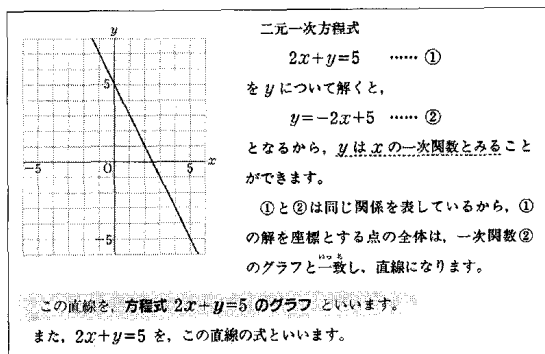 y
5
−5
O
5
x
−5
二元一次方程式
2x+y=5 …… ①
を y について解くと,
y=−2x+5 …… ②
となるから, y は x の一次関数とみること
ができます。
①と②は同じ関係を表しているから, ①
の解を座標とする点の全体は, 一次関数②
いっち
のグラフと一致し, 直線になります。
この直線を, 方程式 2x+y=5 のグラフ といいます。
また, 2x+y=5 を, この直線の式といいます。